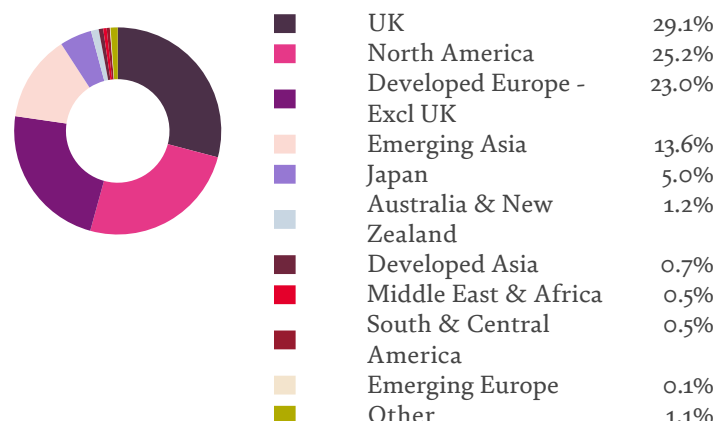 UK 29.1%
North America 25.2%
Developed Europe - 23.0%
Excl UK
Emerging Asia 13.6%
Japan 5.0%
Australia & New 1.2%
Zealand
Developed Asia 0.7%
Middle East & Africa 0.5%
South & Central 0.5%
America
Emerging Europe 0.1%
Other 1.1%